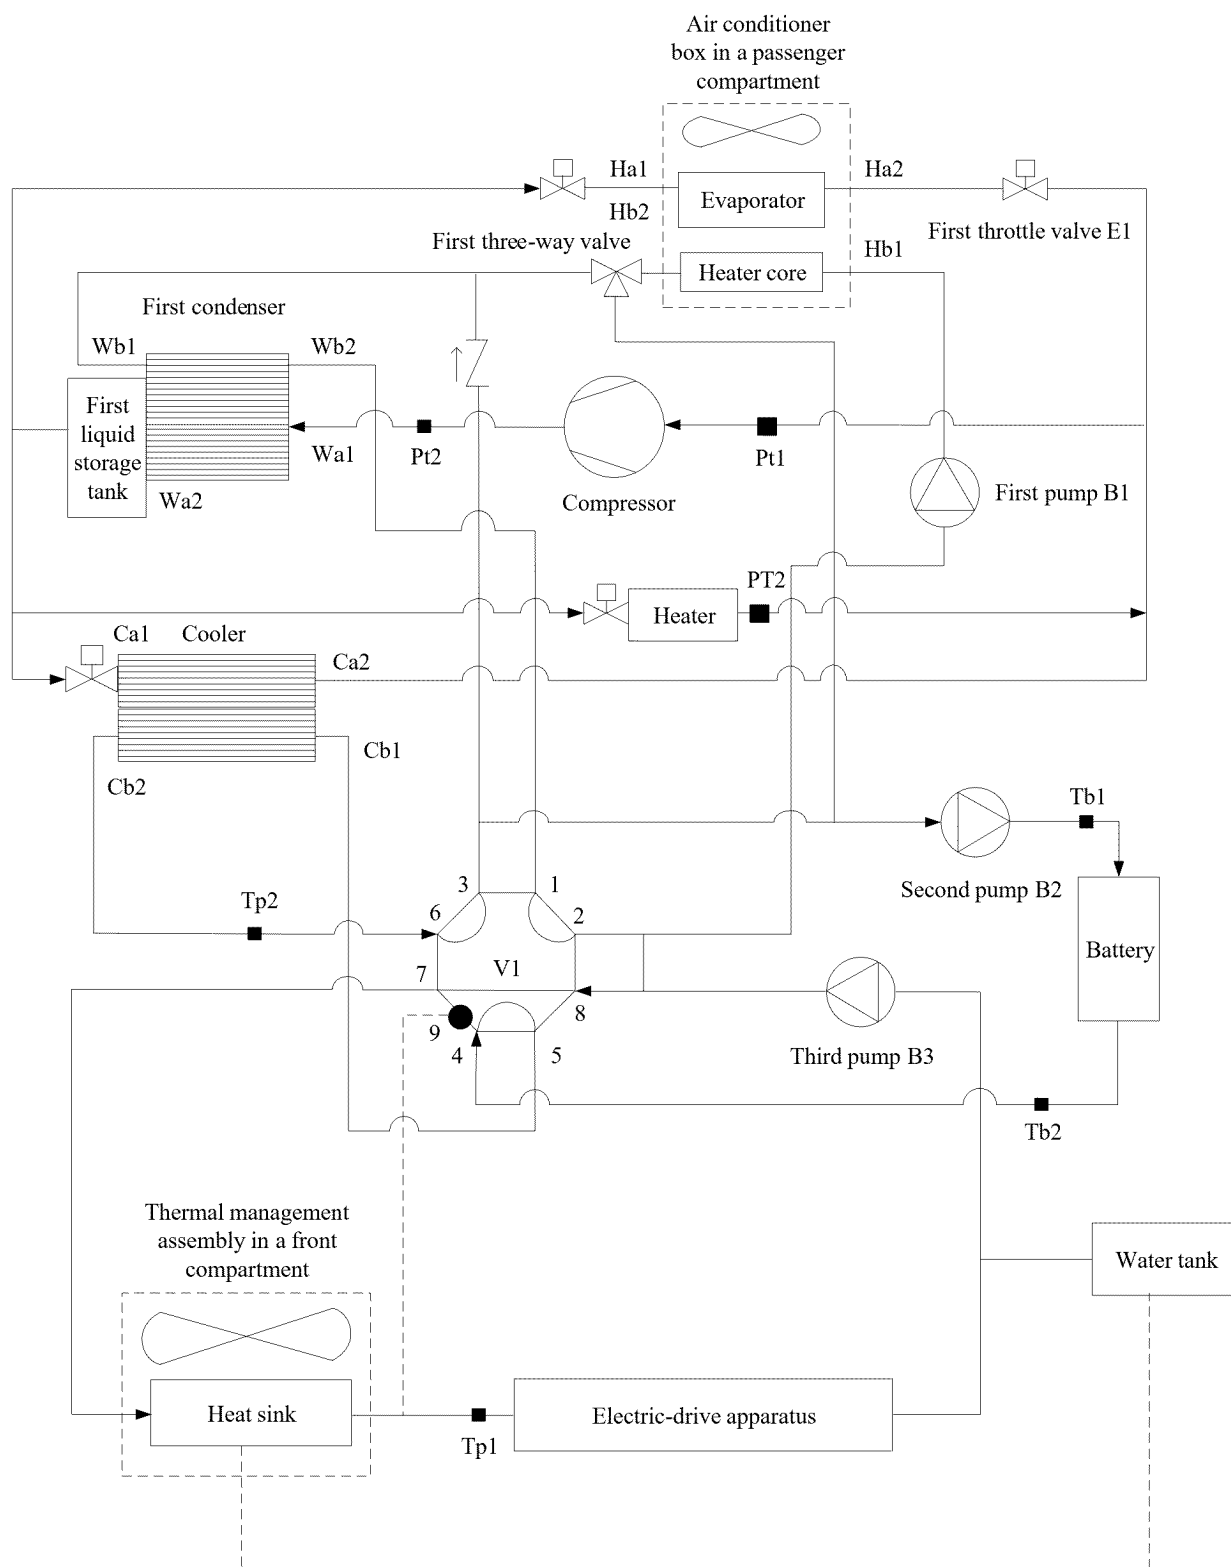 Air conditioner
box in a passenger
compartment
Ha1
Evaporator
Ha2
Hb2
First throttle valve E1
First three-way valve
Heater core
Hb1
First condenser
Wb1
Wb2
First
liquid
storage
tank
Wa1
Wa2
Pt2
Compressor
Pt1
First pump B1
PT2
Heater
Ca1
Cooler
Ca2
Cb1
Cb2
Tb1
Second pump B2
Battery
Tp2
3
1
6
2
7
V1
8
9
4
5
Third pump B3
Tb2
Thermal management
assembly in a front
compartment
Water tank
Heat sink
Tp1
Electric-drive apparatus